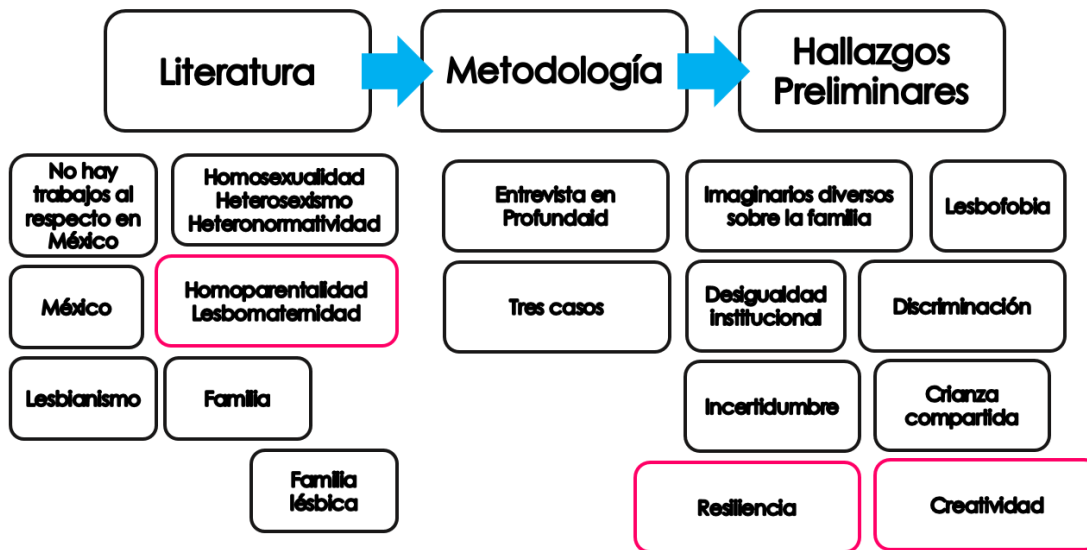 Literatura
Metodología
Hallazgos
Preliminares
No hay
trabajos al
respecto en
México
Homosexualidad
Heterosexismo
Heteronormatividad
México
Homoparentalidad
Lesbomaternidad
Lesbianismo
Familia
Familia
lésbica
Entrevista en
Profundaid
Tres casos
Imaginarios diversos
sobre la familia
Lesbofobia
Desigualdad
institucional
Discriminación
Incertidumbre
Crianza
compartida
Resiliencia
Creatividad